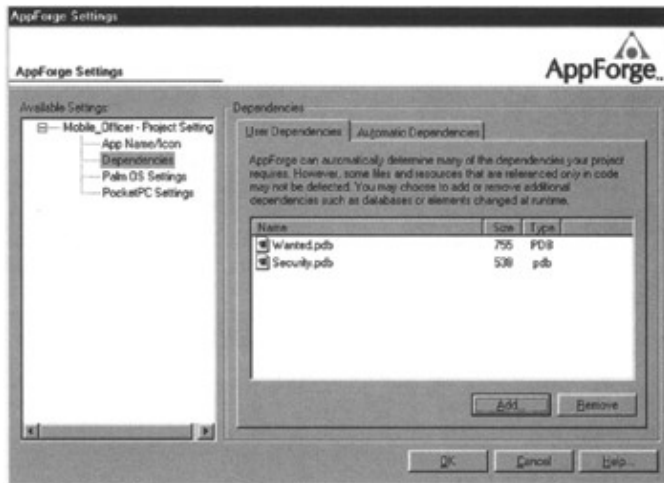 AppForge Settings
AppForge Settings
AppForge
Available Settings:
Mobile_Officer - Project Setting
App Name/Icon
Dependencies
Palm OS Settings
PocketPC Settings
Dependencies
User Dependencies
Automatic Dependencies
AppForge can automatically determine many of the dependencies your project
requires. However, some files and resources that are referenced only in code
may not be detected. You may choose to add or remove additional
dependencies such as databases or elements changed at runtime.
Name Size Type
Wanted.pdb 755 PDB
Security.pdb 538 pdb
Add...
Remove
OK
Cancel
Help...